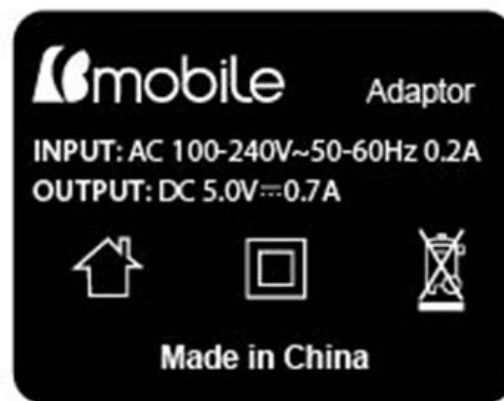 Bmobile Adaptor
INPUT: AC 100-240V~50-60Hz 0.2A
OUTPUT: DC 5.0V⎓0.7A
Made in China